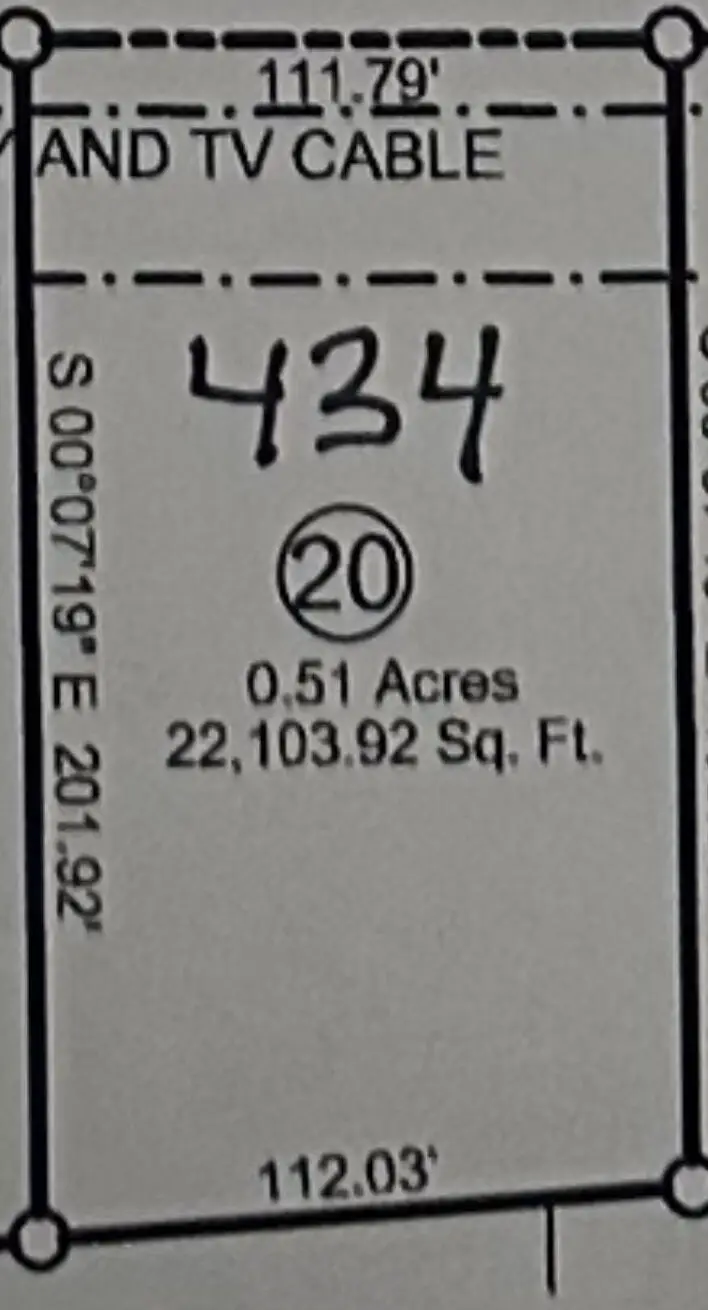 111.79'
AND TV CABLE
434
S 00°07'19" E 201.92'
20
0.51 Acres
22,103.92 Sq. Ft.
112.03'